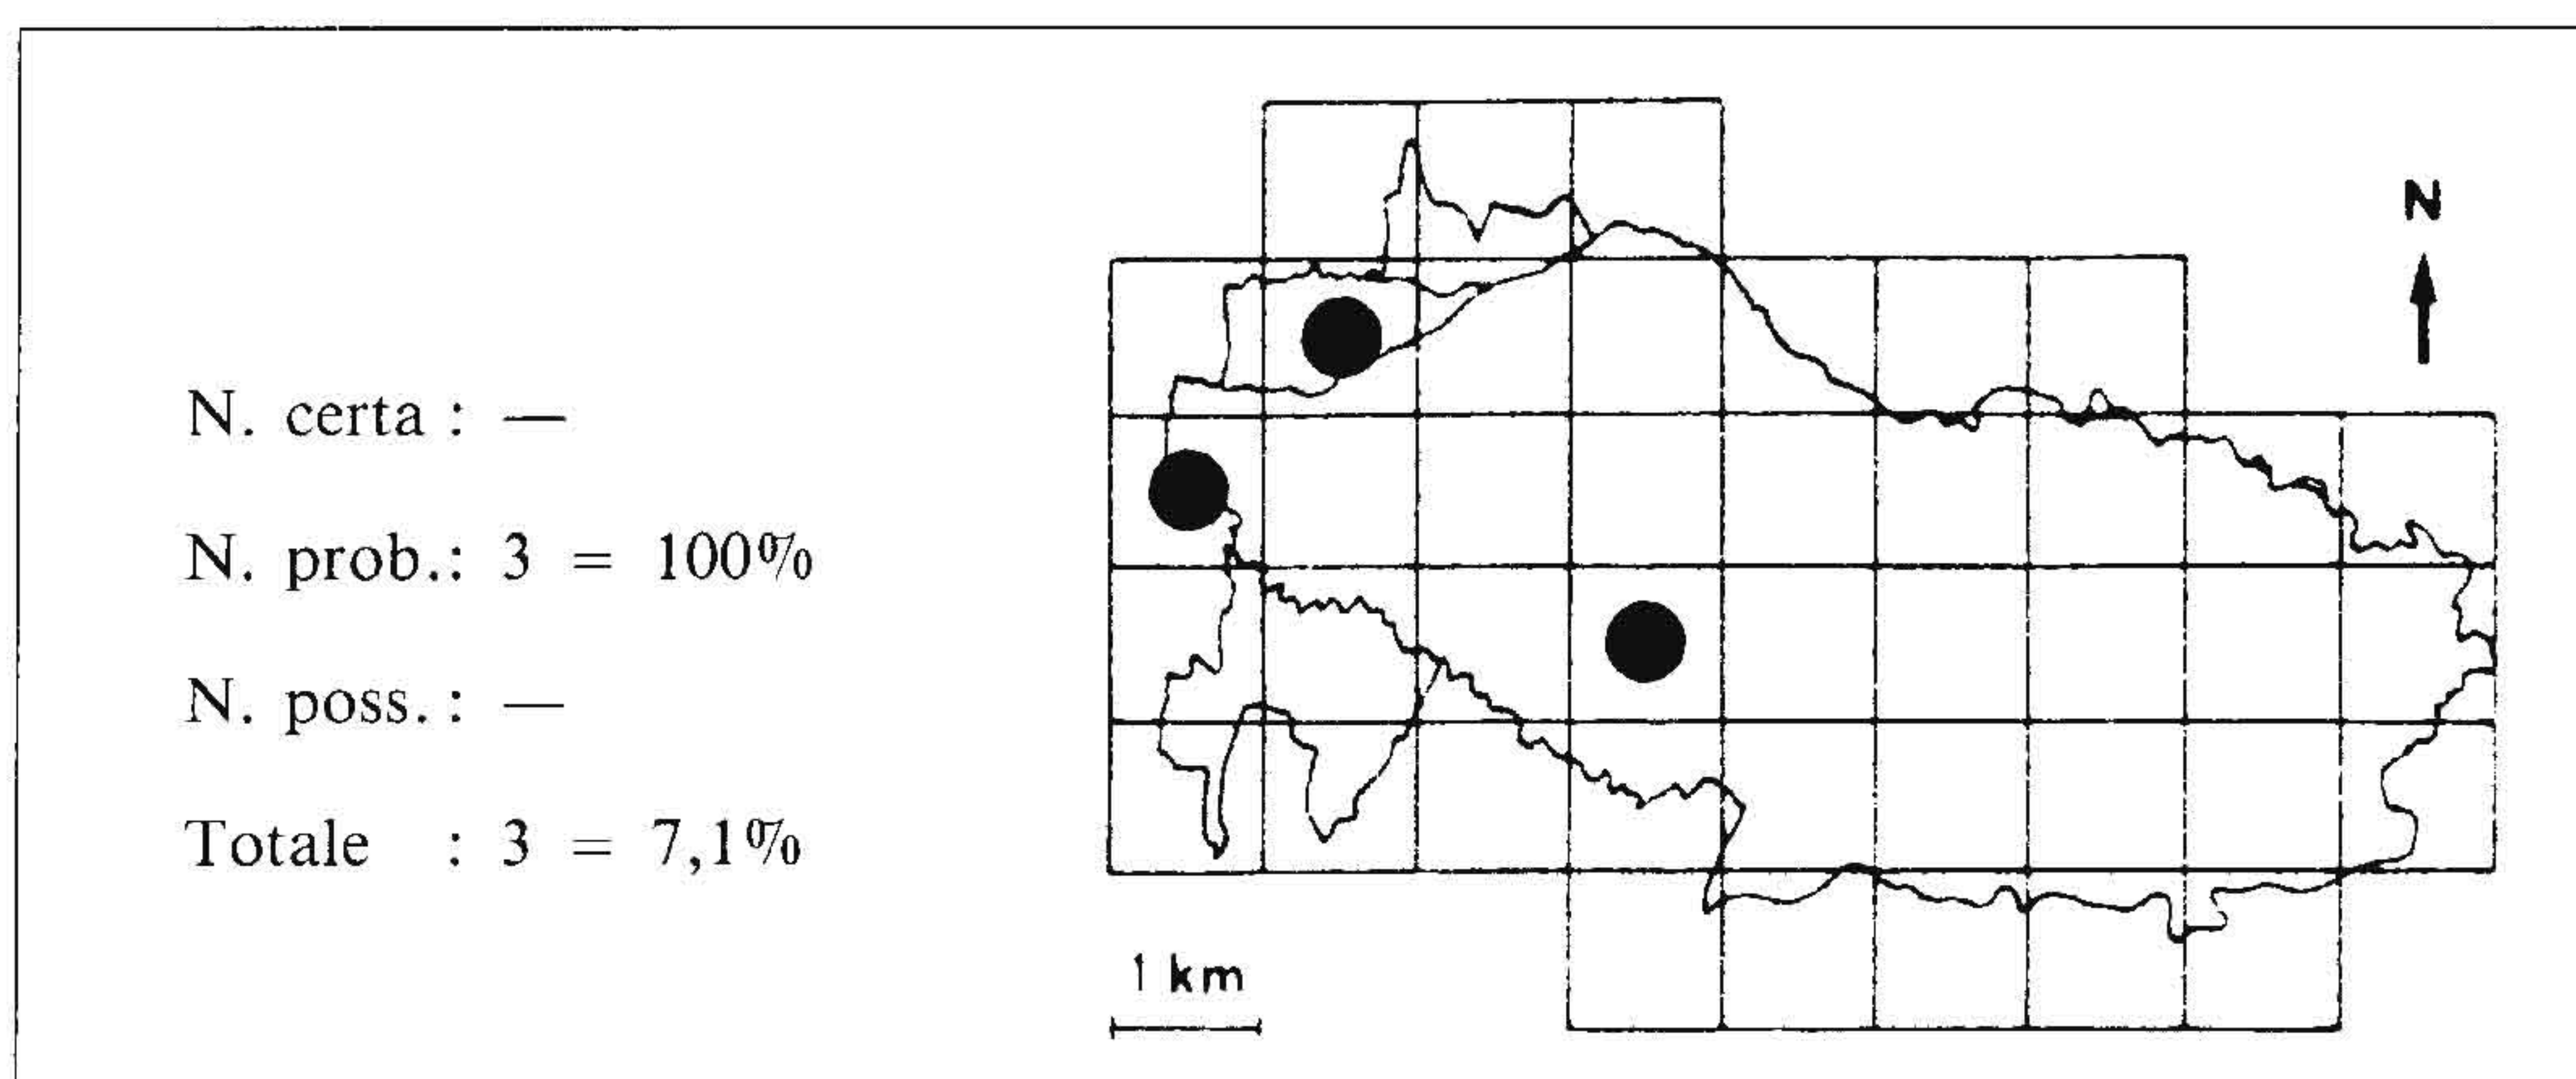 N. certa : —
N. prob.: 3 = 100%
N. poss. : —
Totale : 3 = 7,1%
N
1 km